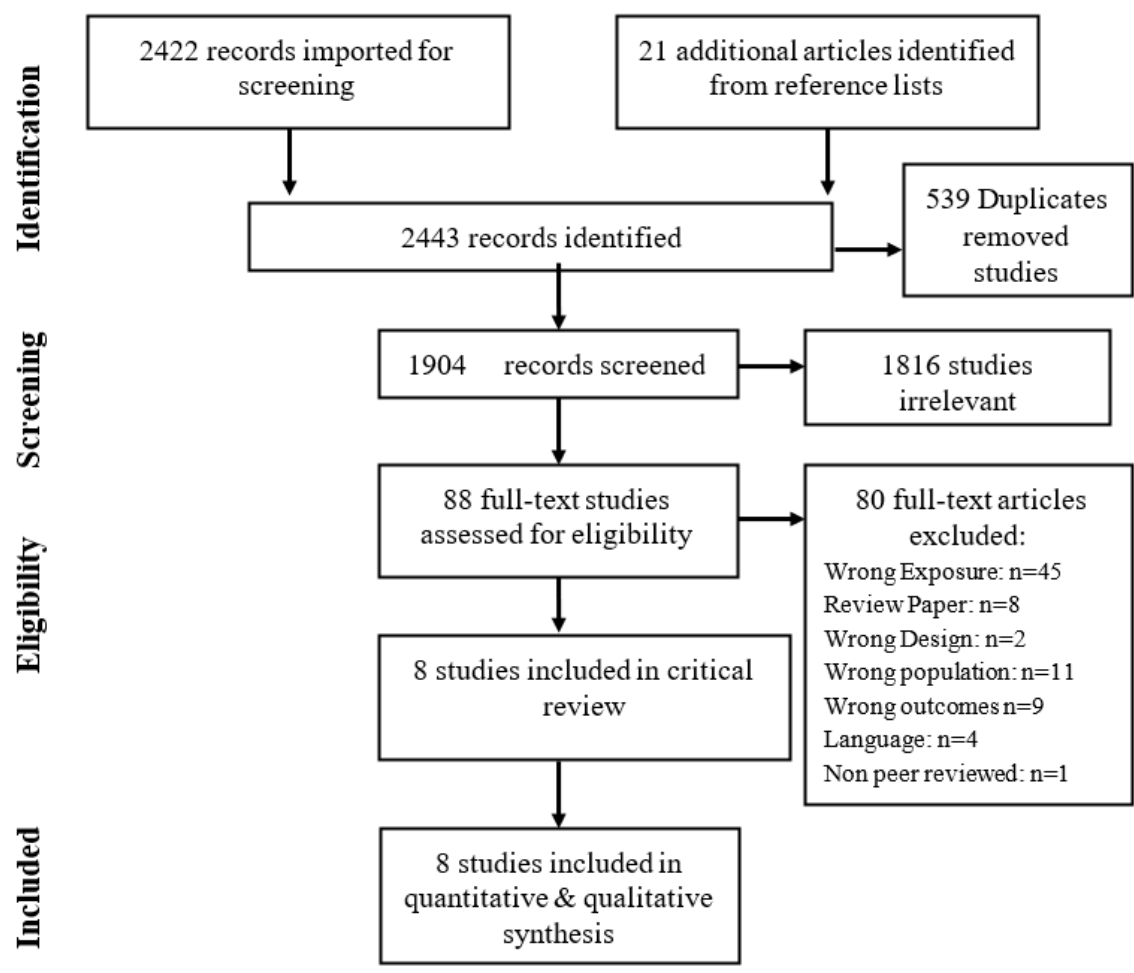 Identification
2422 records imported for
screening
21 additional articles identified
from reference lists
2443 records identified
539 Duplicates
removed
studies
Screening
1904 records screened
1816 studies
irrelevant
Eligibility
88 full-text studies
assessed for eligibility
80 full-text articles
excluded:
Wrong Exposure: n=45
Review Paper: n=8
Wrong Design: n=2
Wrong population: n=11
Wrong outcomes n=9
Language: n=4
Non peer reviewed: n=1
8 studies included in critical
review
Included
8 studies included in
quantitative & qualitative
synthesis